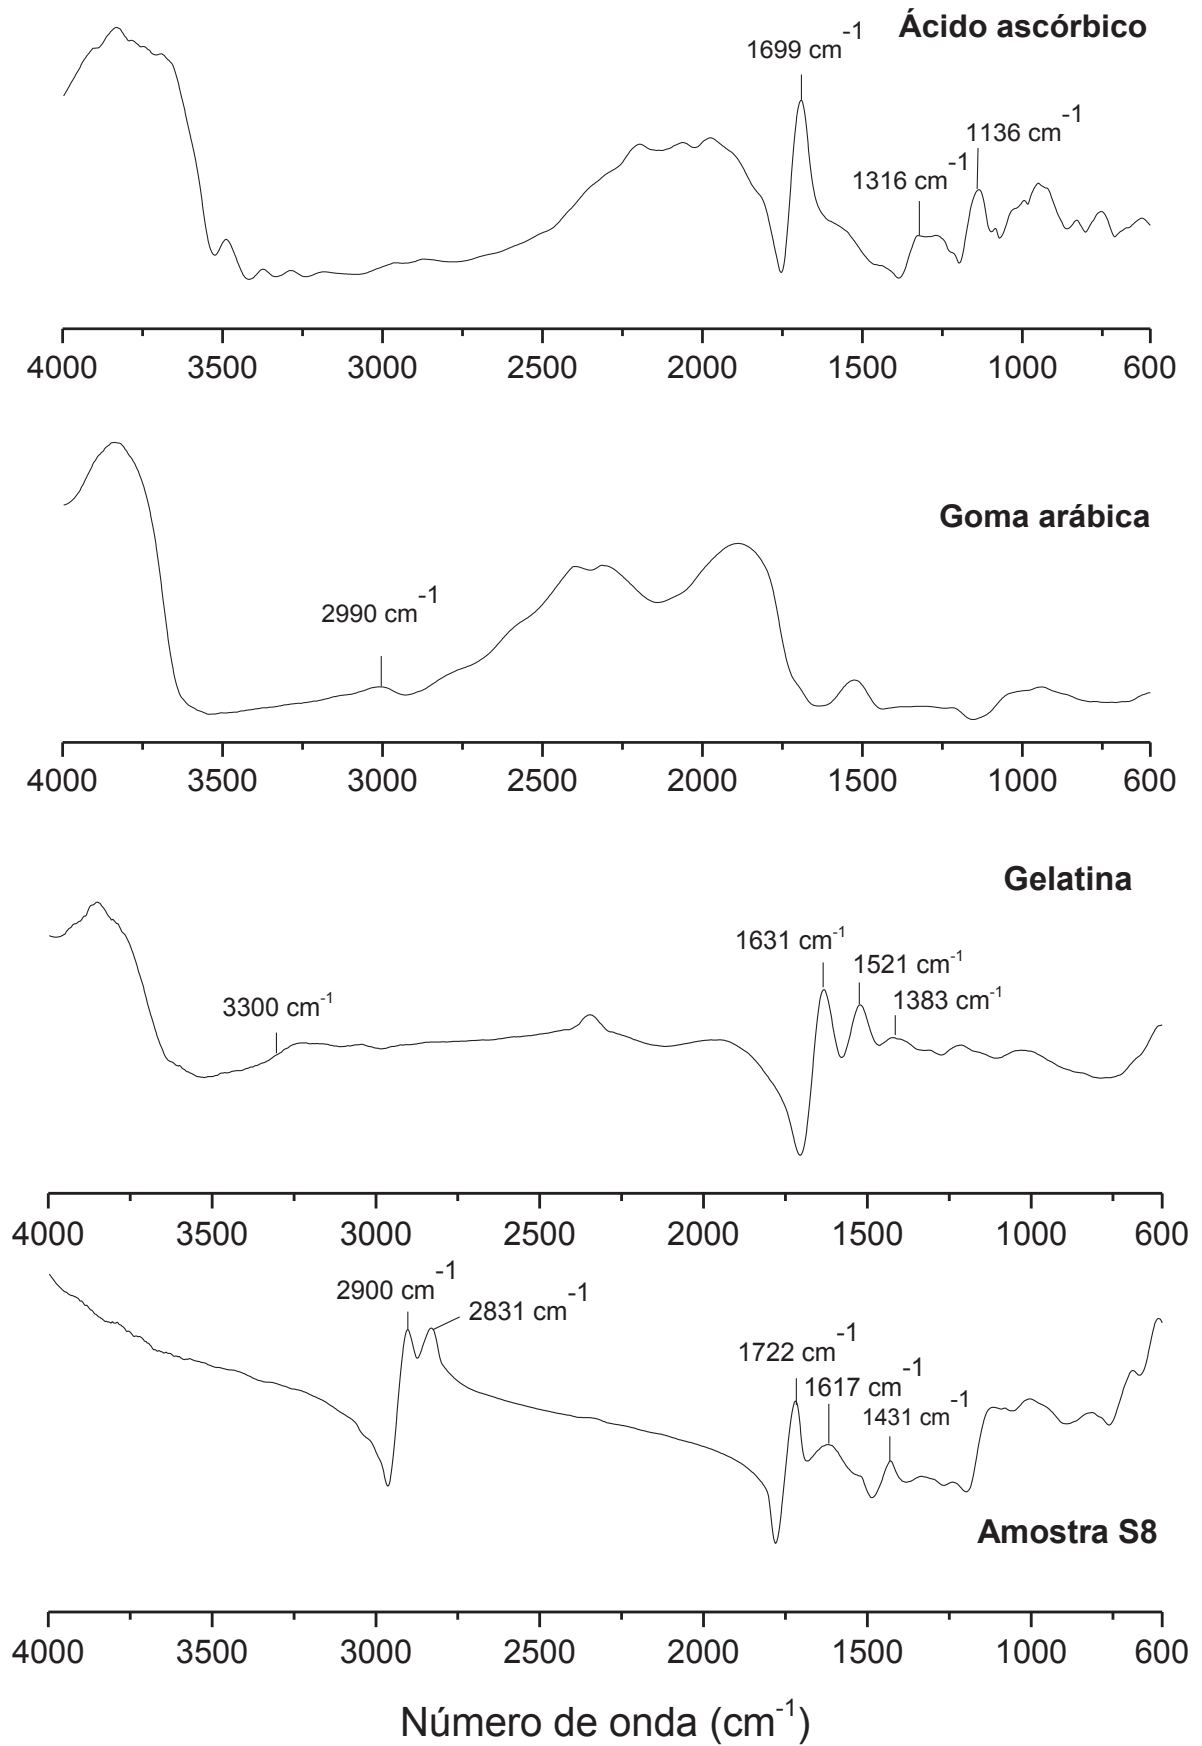 Ácido ascórbico
1699 cm-1
1136 cm-1
1316 cm-1
4000 3500 3000 2500 2000 1500 1000 600
Goma arábica
2990 cm-1
4000 3500 3000 2500 2000 1500 1000 600
Gelatina
1631 cm-1
1521 cm-1
1383 cm-1
3300 cm-1
4000 3500 3000 2500 2000 1500 1000 600
2900 cm-1
2831 cm-1
1722 cm-1
1617 cm-1
1431 cm-1
Amostra S8
4000 3500 3000 2500 2000 1500 1000 600
Número de onda (cm-1)